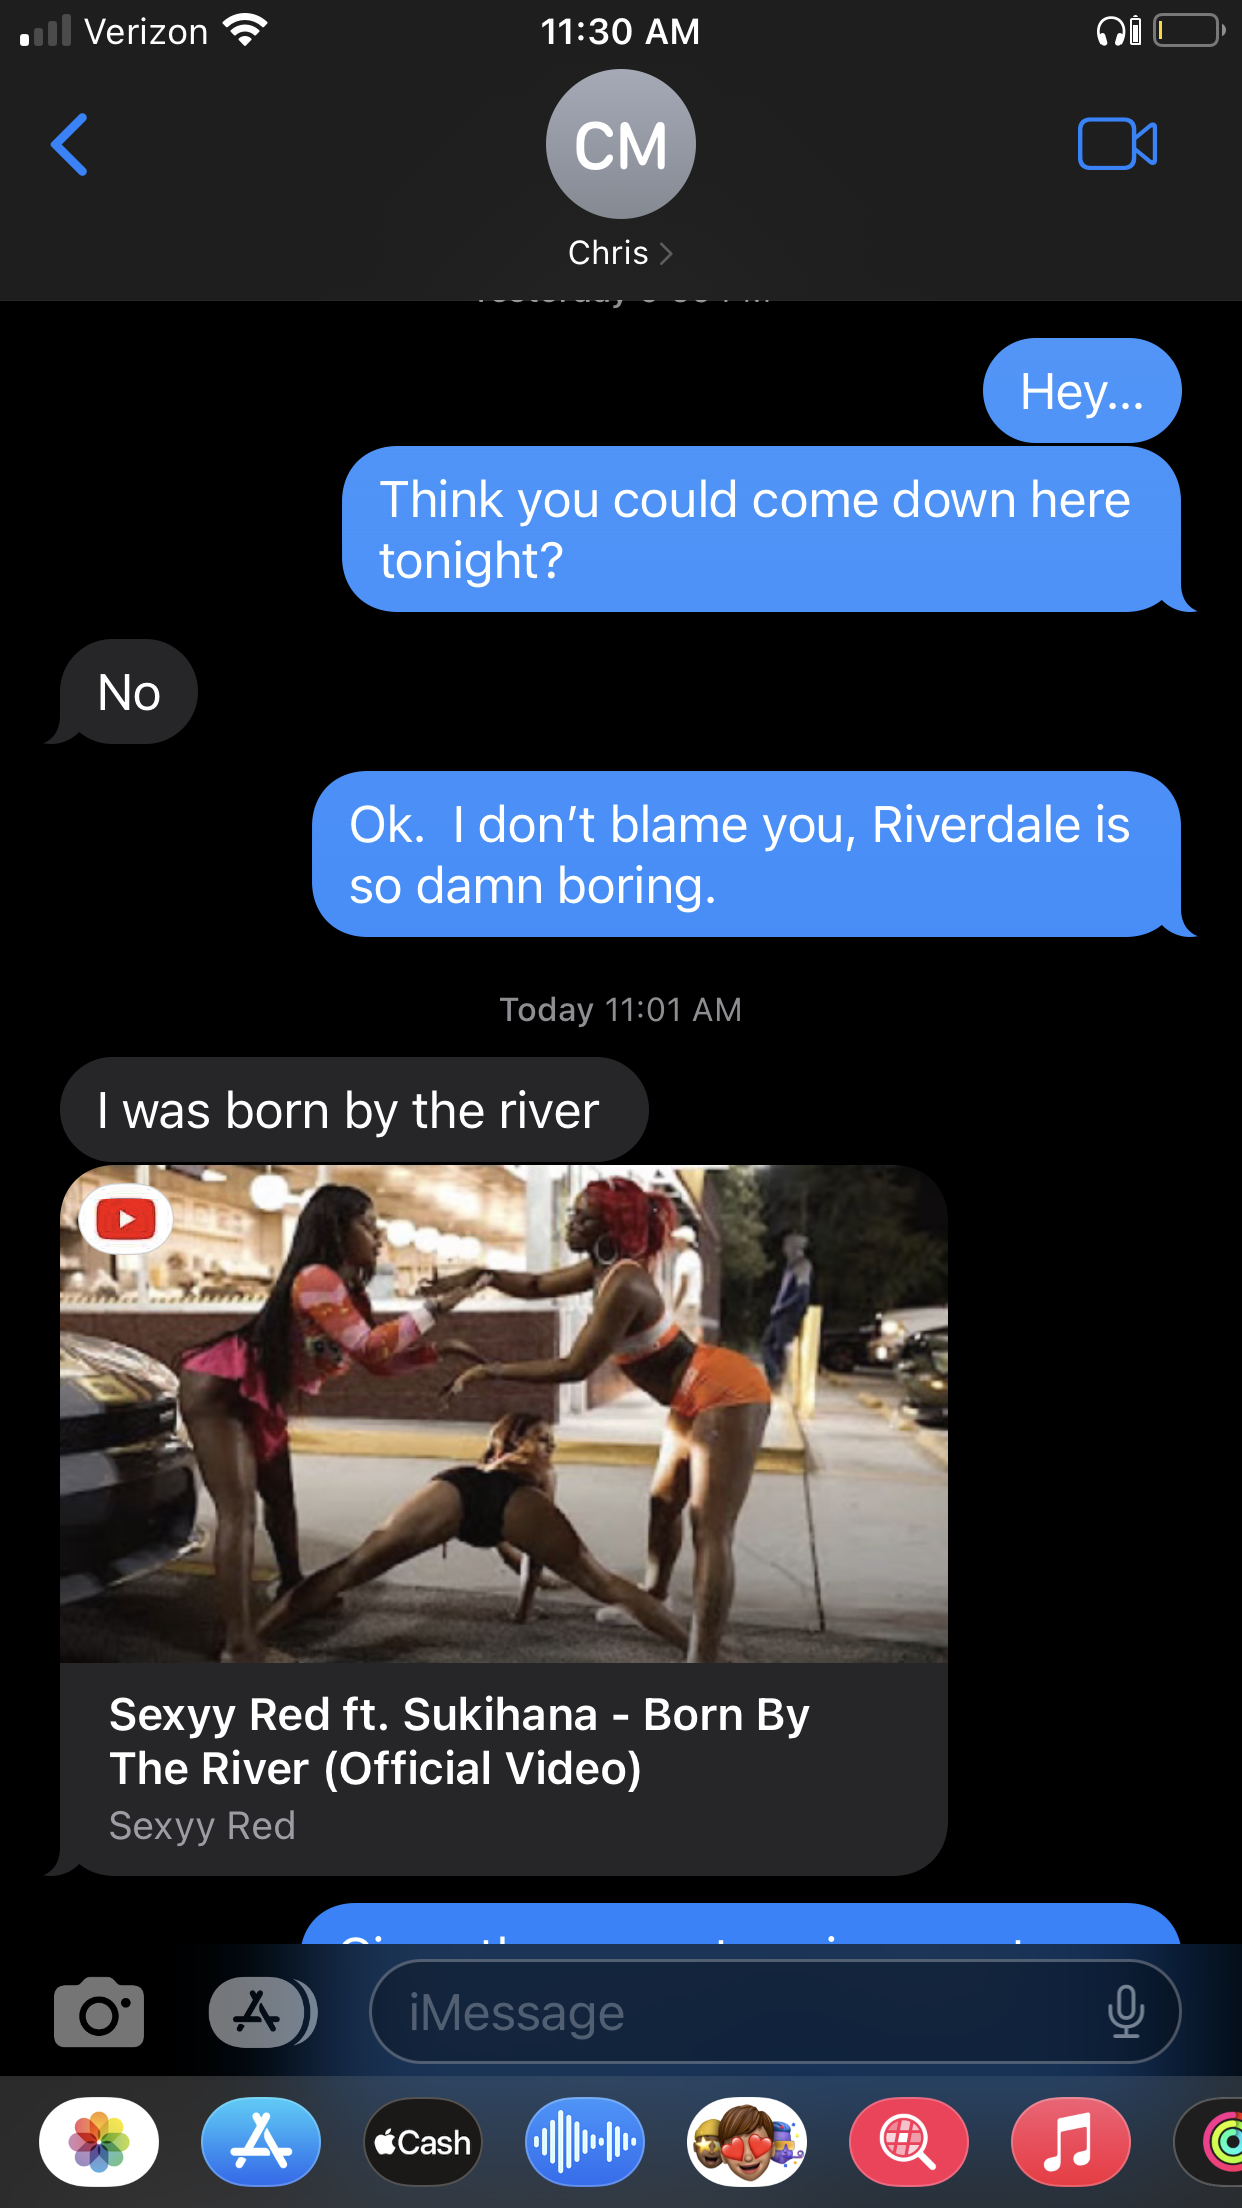 Verizon 11:30 AM
CM
Chris
Hey...
Think you could come down here
tonight?
No
Ok.  I don’t blame you, Riverdale is
so damn boring.
Today 11:01 AM
I was born by the river
Sexyy Red ft. Sukihana - Born By
The River (Official Video)
Sexyy Red
iMessage
Cash